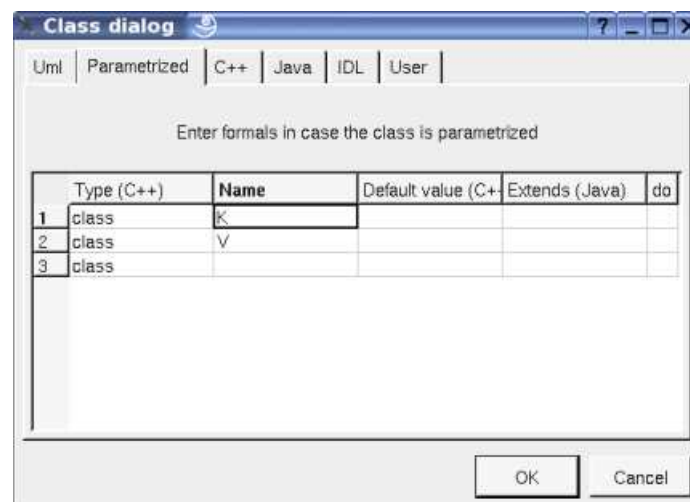 Class dialog ?
Uml Parametrized C++ Java IDL User
Enter formals in case the class is parametrized
Type (C++) Name Default value (C+ Extends (Java) do
1 class K
2 class V
3 class
OK Cancel